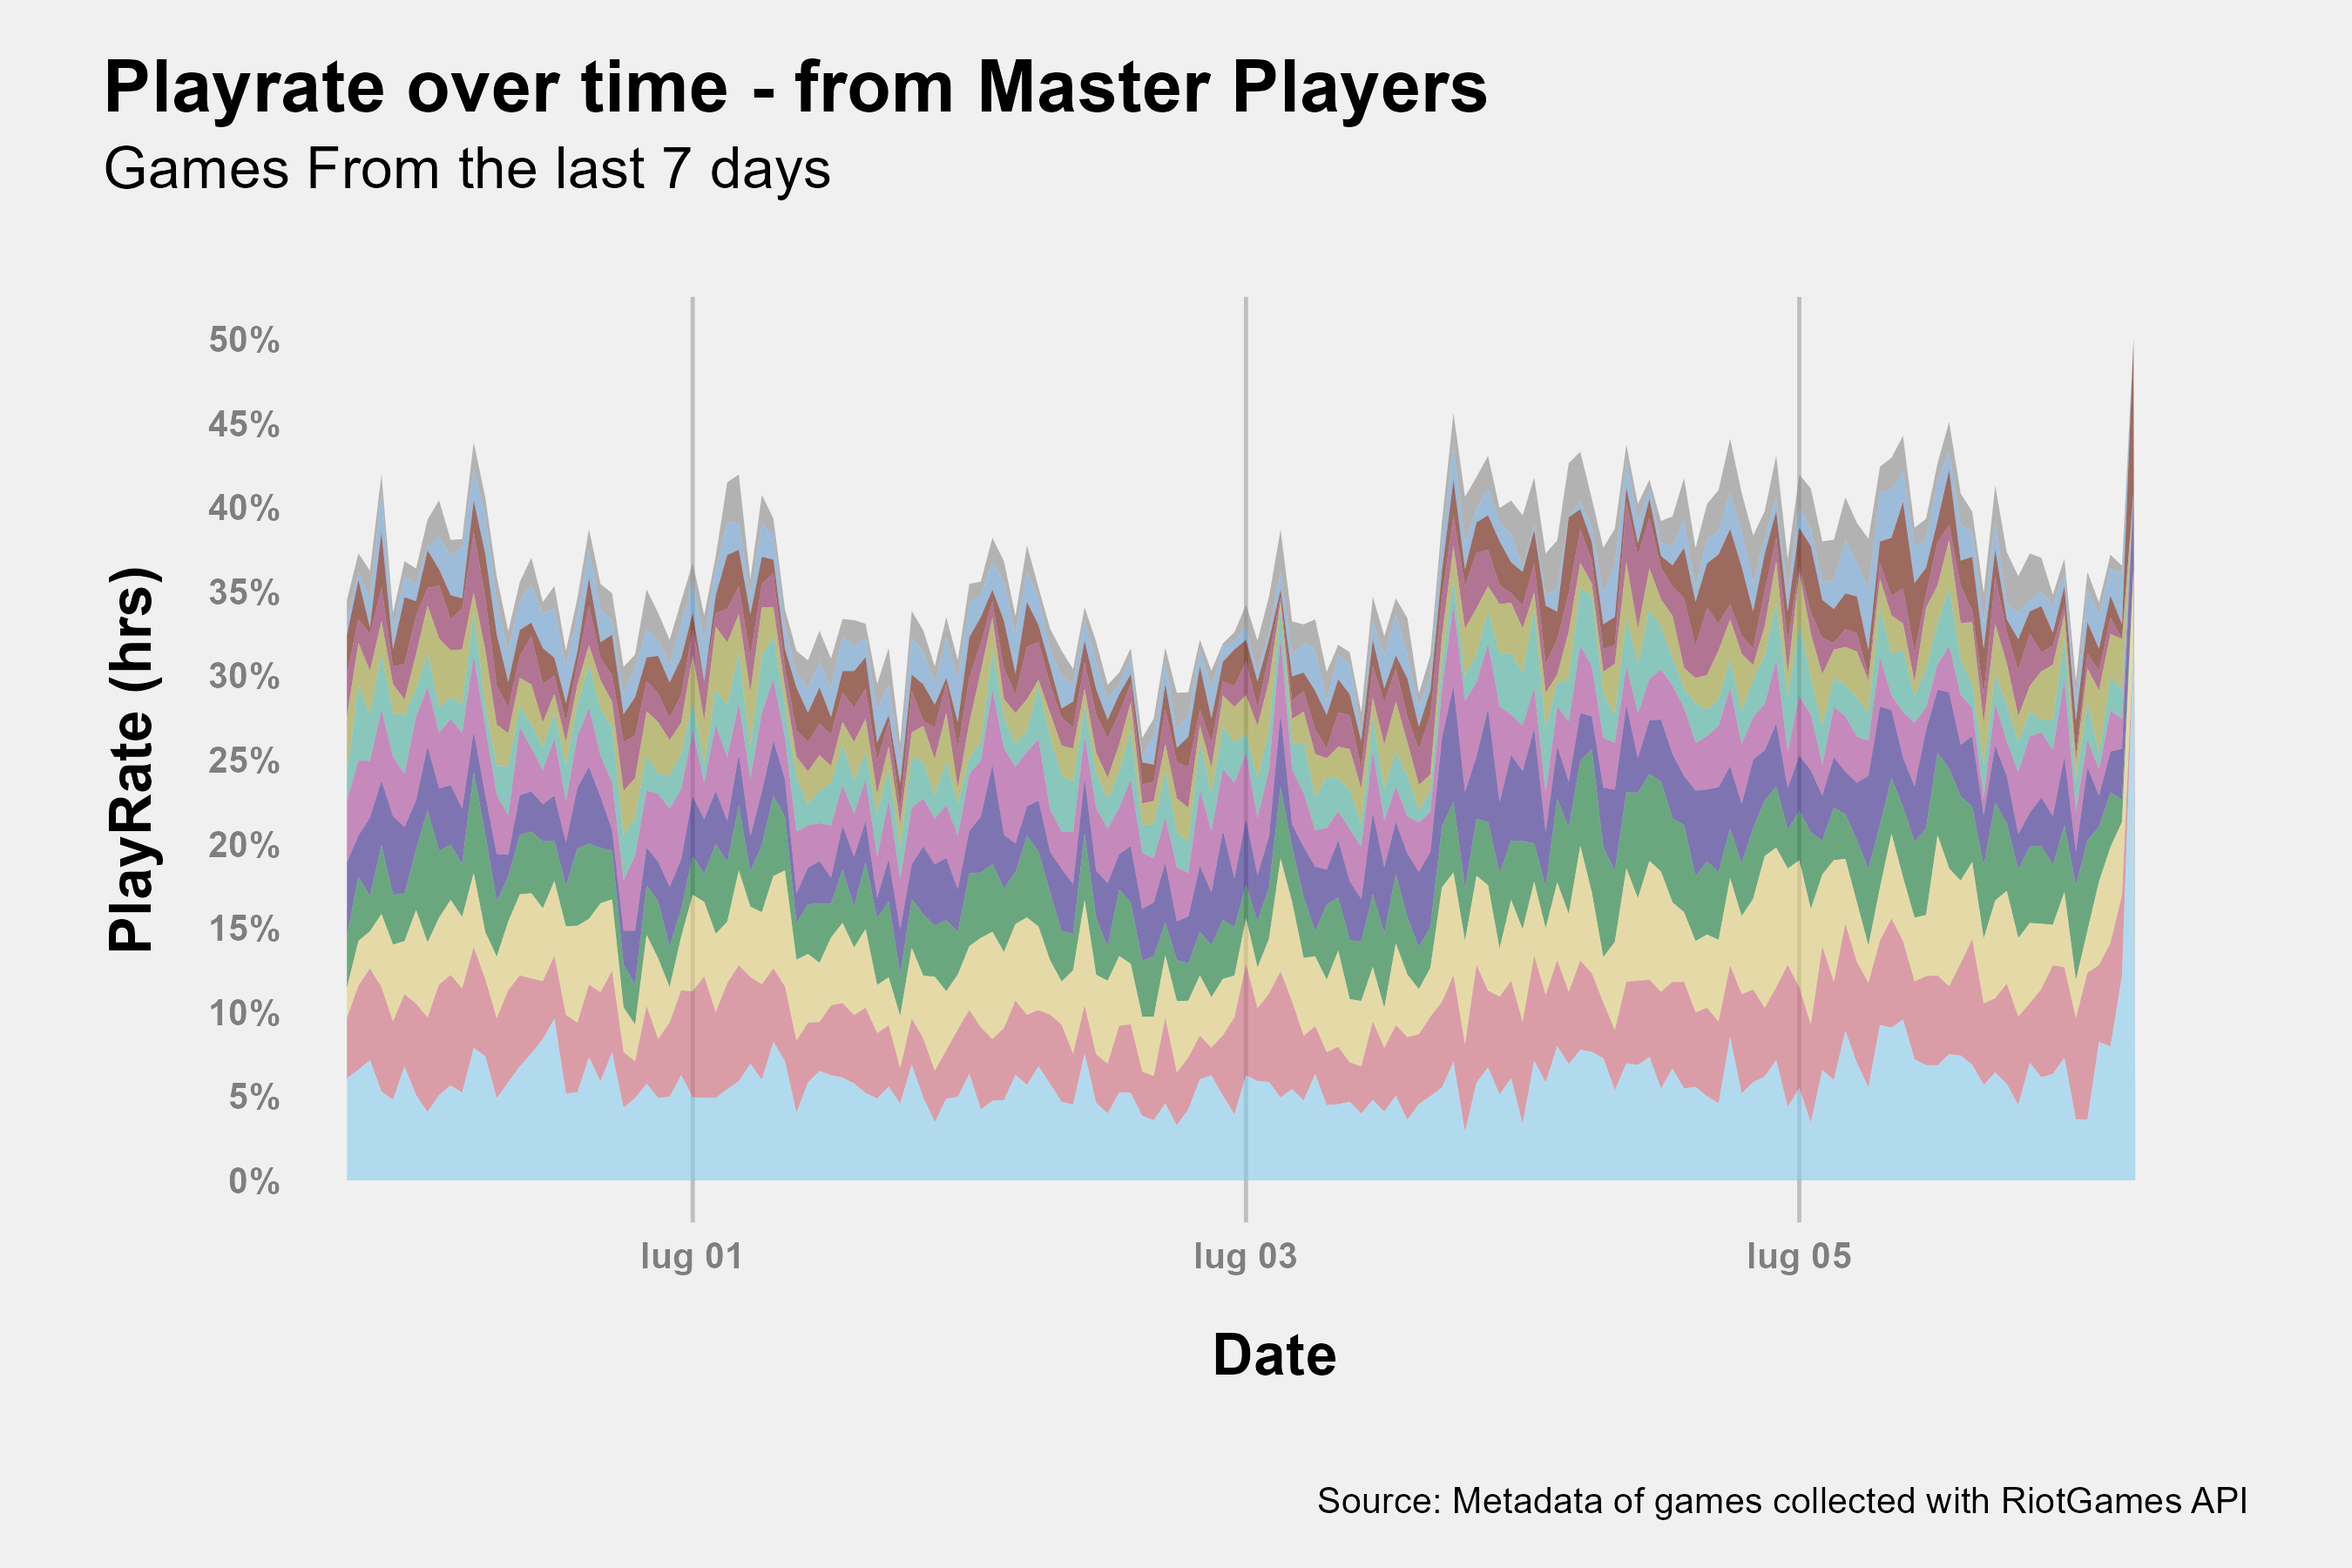 Playrate over time - from Master Players
Games From the last 7 days
PlayRate (hrs)
50%
45%
40%
35%
30%
25%
20%
15%
10%
5%
0%
lug 01
lug 03
lug 05
Date
Source: Metadata of games collected with RiotGames API